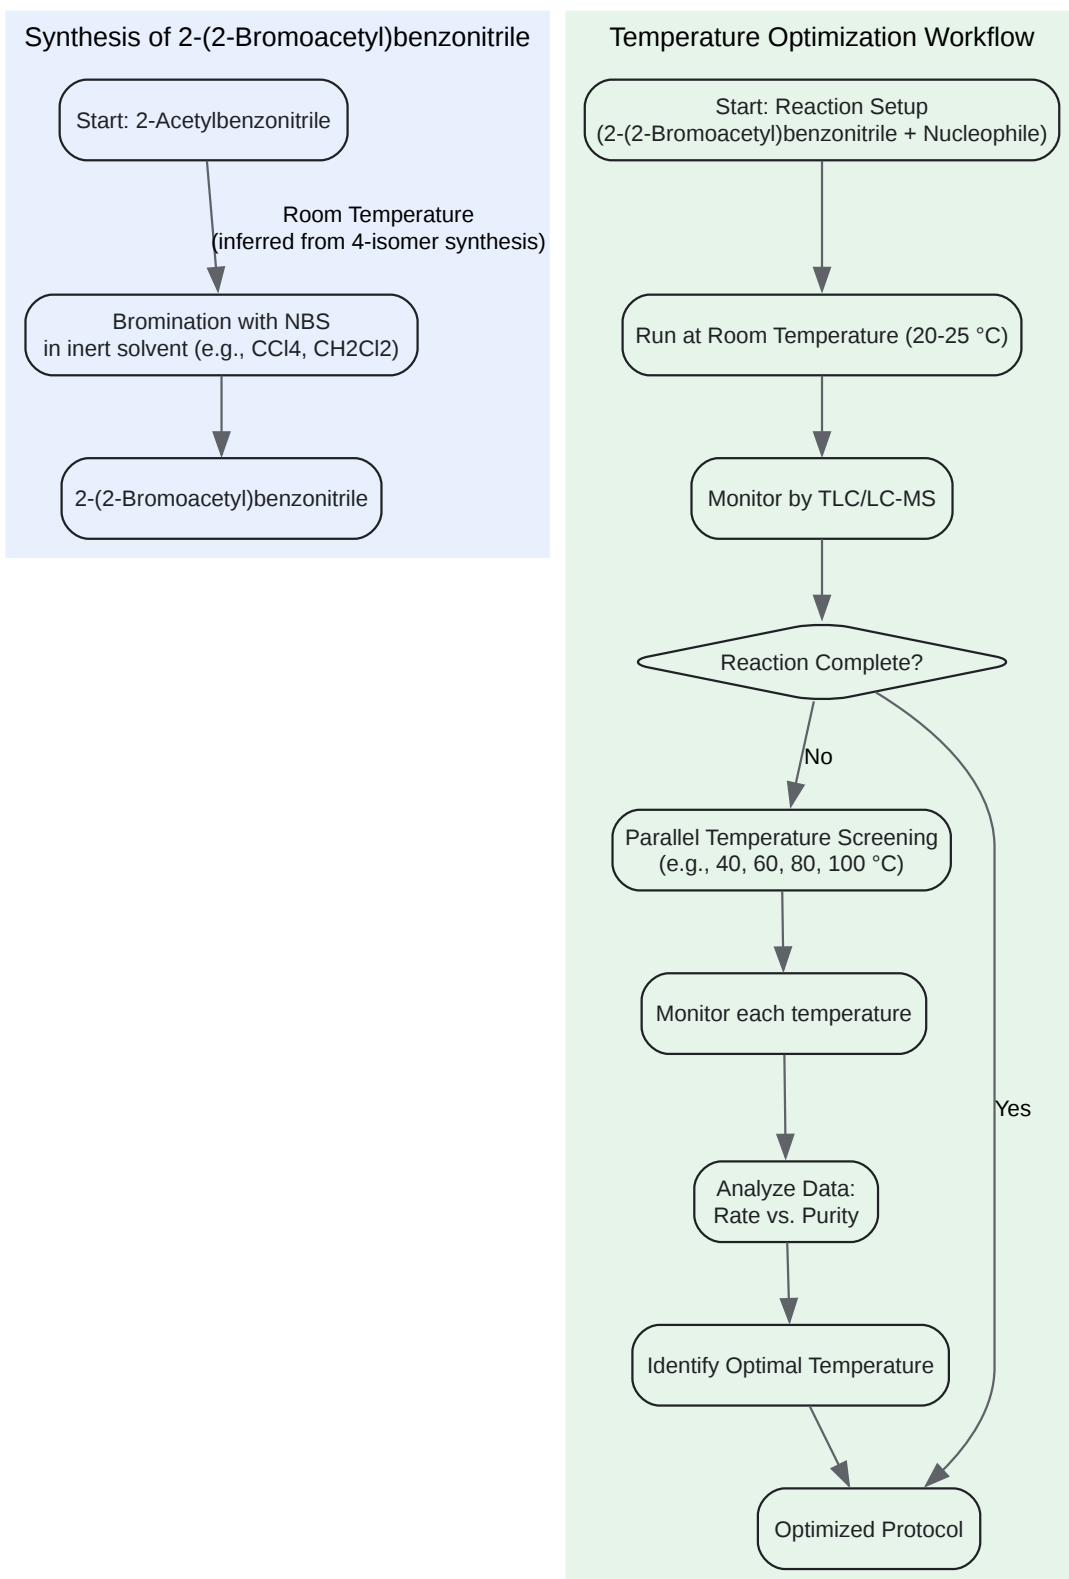 Synthesis of 2-(2-Bromoacetyl)benzonitrile
Start: 2-Acetylbenzonitrile
Room Temperature
(inferred from 4-isomer synthesis)
Bromination with NBS
in inert solvent (e.g., CCl4, CH2Cl2)
2-(2-Bromoacetyl)benzonitrile
Temperature Optimization Workflow
Start: Reaction Setup
(2-(2-Bromoacetyl)benzonitrile + Nucleophile)
Run at Room Temperature (20-25 °C)
Monitor by TLC/LC-MS
Reaction Complete?
No
Parallel Temperature Screening
(e.g., 40, 60, 80, 100 °C)
Monitor each temperature
Yes
Analyze Data:
Rate vs. Purity
Identify Optimal Temperature
Optimized Protocol